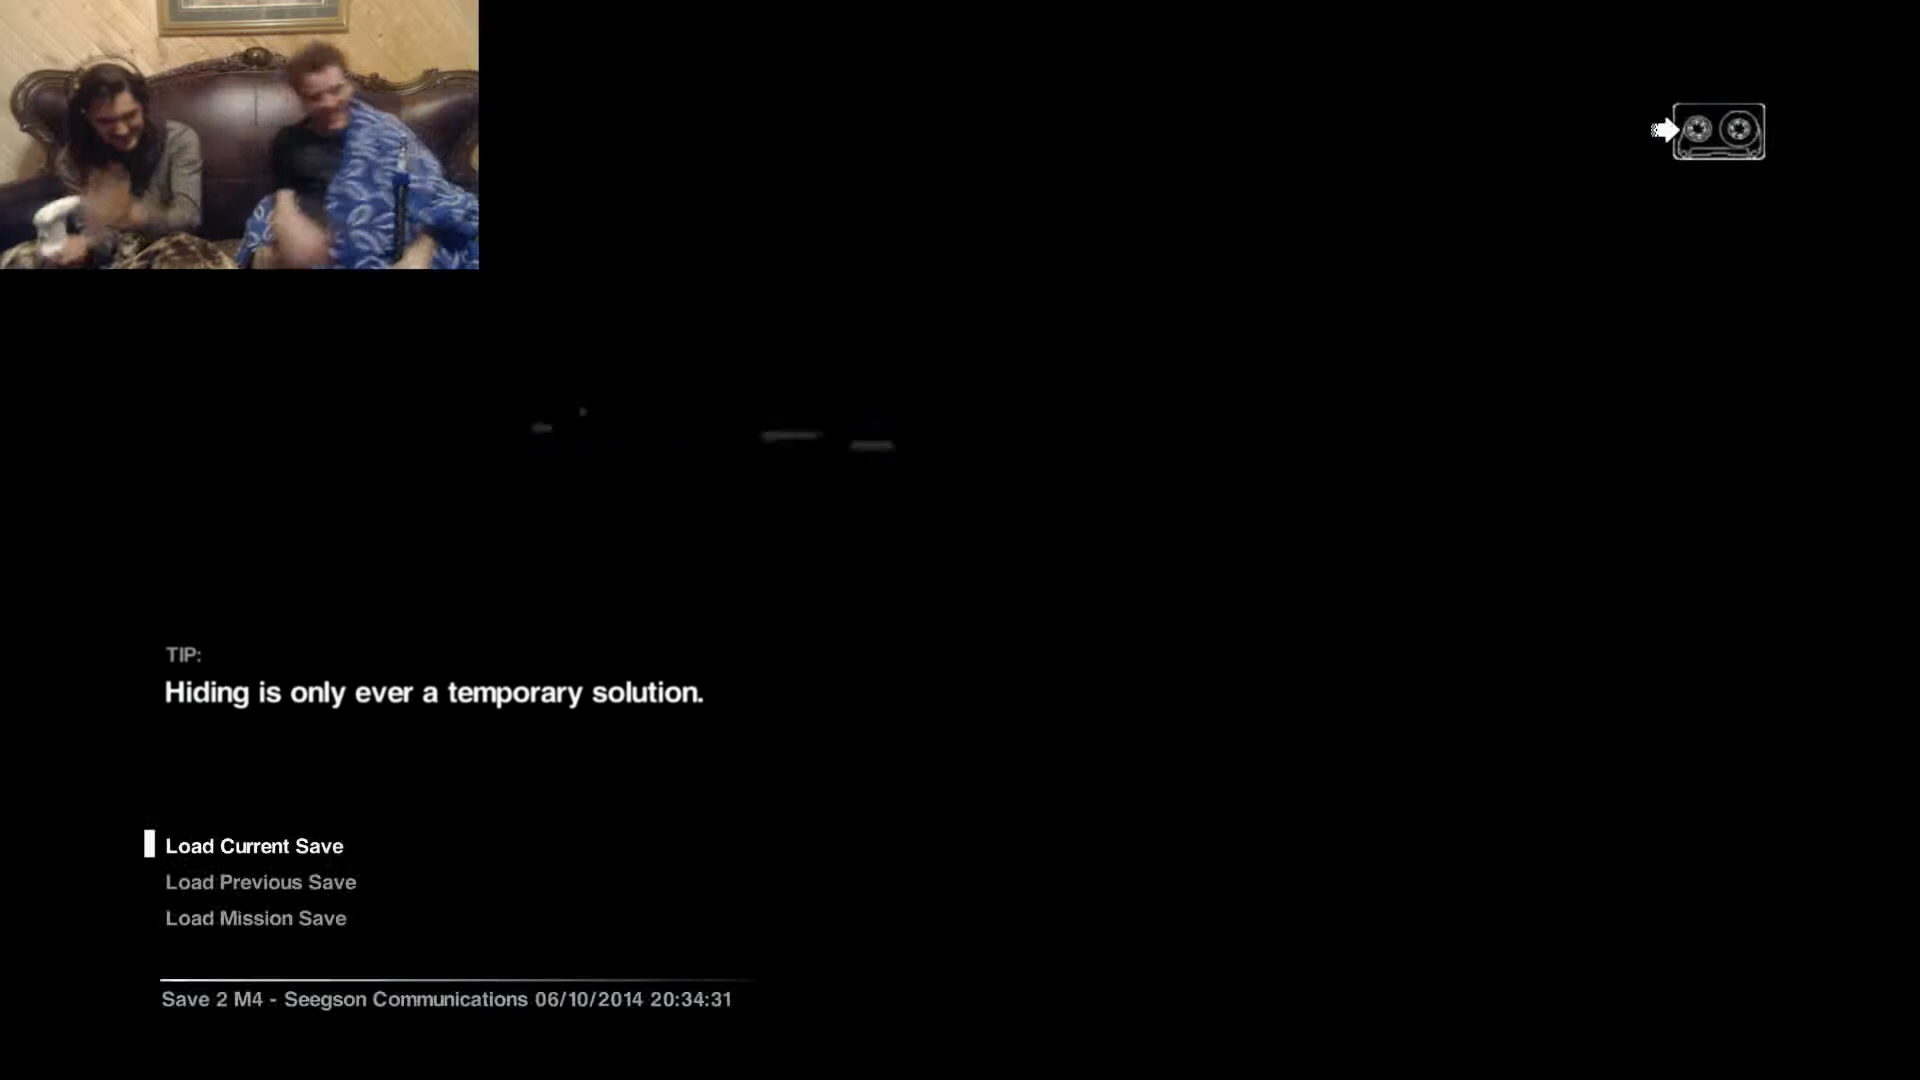 TIP:
Hiding is only ever a temporary solution.
Load Current Save
Load Previous Save
Load Mission Save
Save 2 M4 - Seegson Communications 06/10/2014 20:34:31